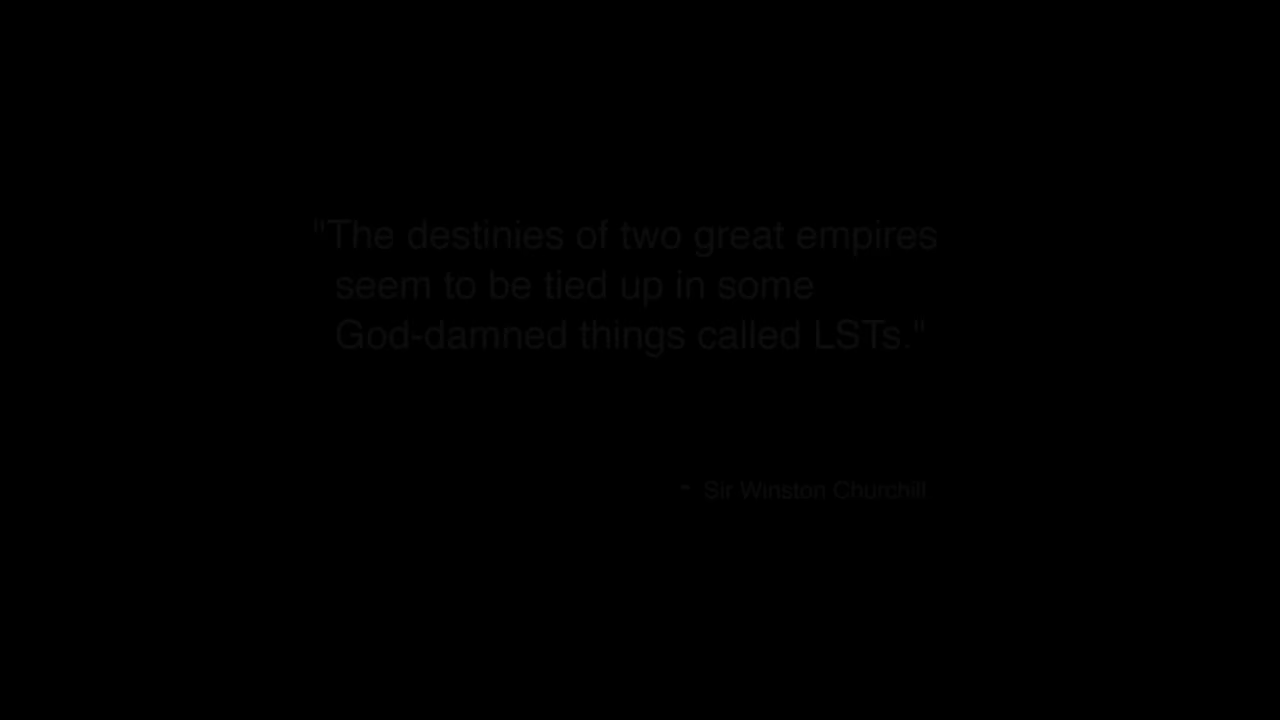 "The destinies of two great empires
seem to be tied up in some
God-damned things called LSTs."
~ Sir Winston Churchill